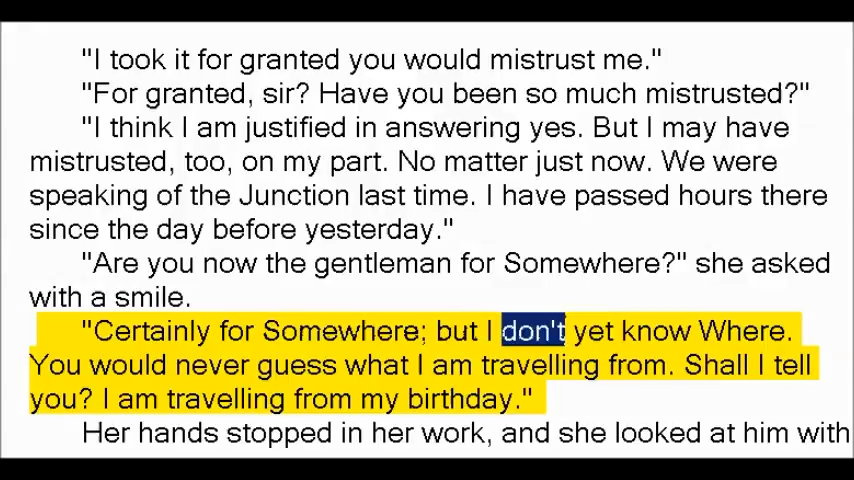 "I took it for granted you would mistrust me."
"For granted, sir? Have you been so much mistrusted?"
"I think I am justified in answering yes. But I may have
mistrusted, too, on my part. No matter just now. We were
speaking of the Junction last time. I have passed hours there
since the day before yesterday."
"Are you now the gentleman for Somewhere?" she asked
with a smile.
"Certainly for Somewhere; but I don't yet know Where.
You would never guess what I am travelling from. Shall I tell
you? I am travelling from my birthday."
Her hands stopped in her work, and she looked at him with